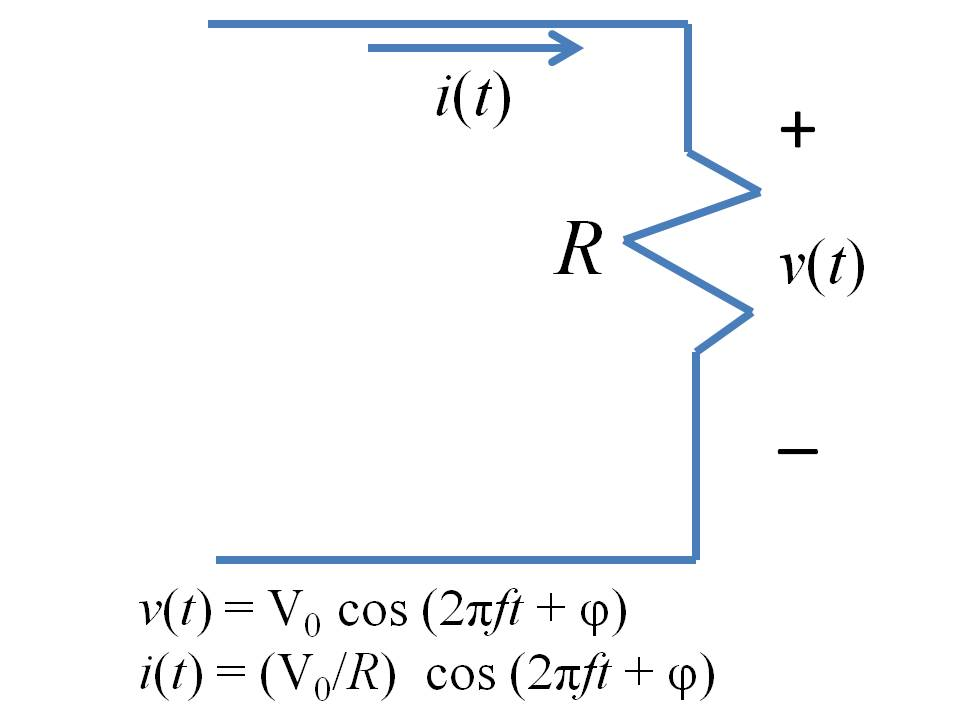 i(t)
+
R
v(t)
–
v(t) = V₀ cos (2πft + φ)
i(t) = (V₀/R)  cos (2πft + φ)